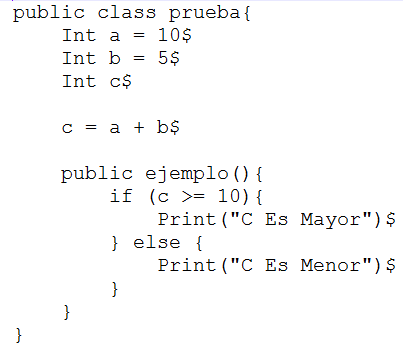 public class prueba{
    Int a = 10$
    Int b = 5$
    Int c$

    c = a + b$

    public ejemplo(){
        if (c >= 10){
            Print("C Es Mayor")$
        } else {
            Print("C Es Menor")$
        }
    }
}